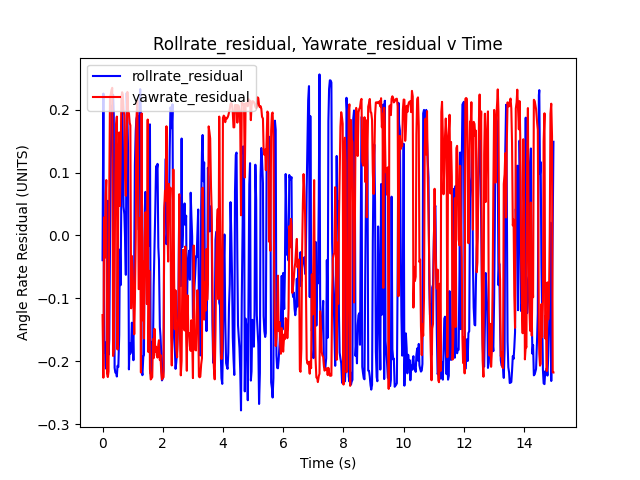 Rollrate_residual, Yawrate_residual v Time
rollrate_residual
yawrate_residual
Angle Rate Residual (UNITS)
0.2
0.1
0.0
−0.1
−0.2
−0.3
0 2 4 6 8 10 12 14
Time (s)